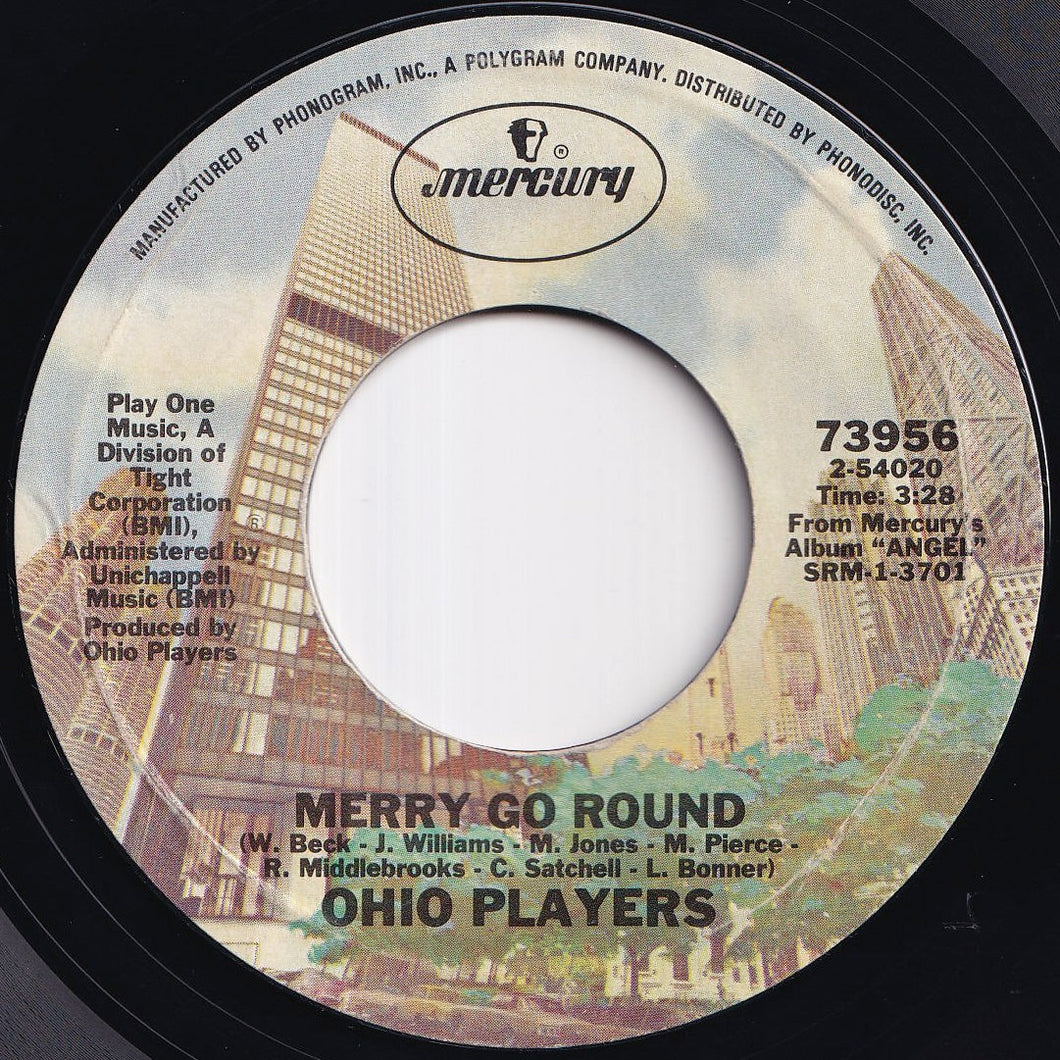 MANUFACTURED BY PHONOGRAM, INC., A POLYGRAM COMPANY. DISTRIBUTED BY PHONODISC, INC.
®
mercury
Play One
Music, A
Division of
Tight
Corporation
(BMI),
®
Administered by
Unichappell
Music (BMI)
Produced by
Ohio Players
73956
2-54020
Time: 3:28
From Mercury's
Album “ANGEL”
SRM-1-3701
MERRY GO ROUND
(W. Beck - J. Williams - M. Jones - M. Pierce -
R. Middlebrooks - C. Satchell - L. Bonner)
OHIO PLAYERS